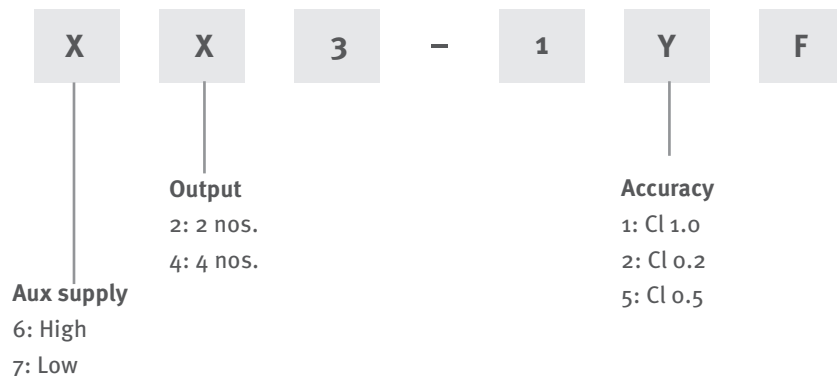 X X 3 – 1 Y F
Output
2: 2 nos.
4: 4 nos.
Accuracy
1: Cl 1.0
2: Cl 0.2
5: Cl 0.5
Aux supply
6: High
7: Low